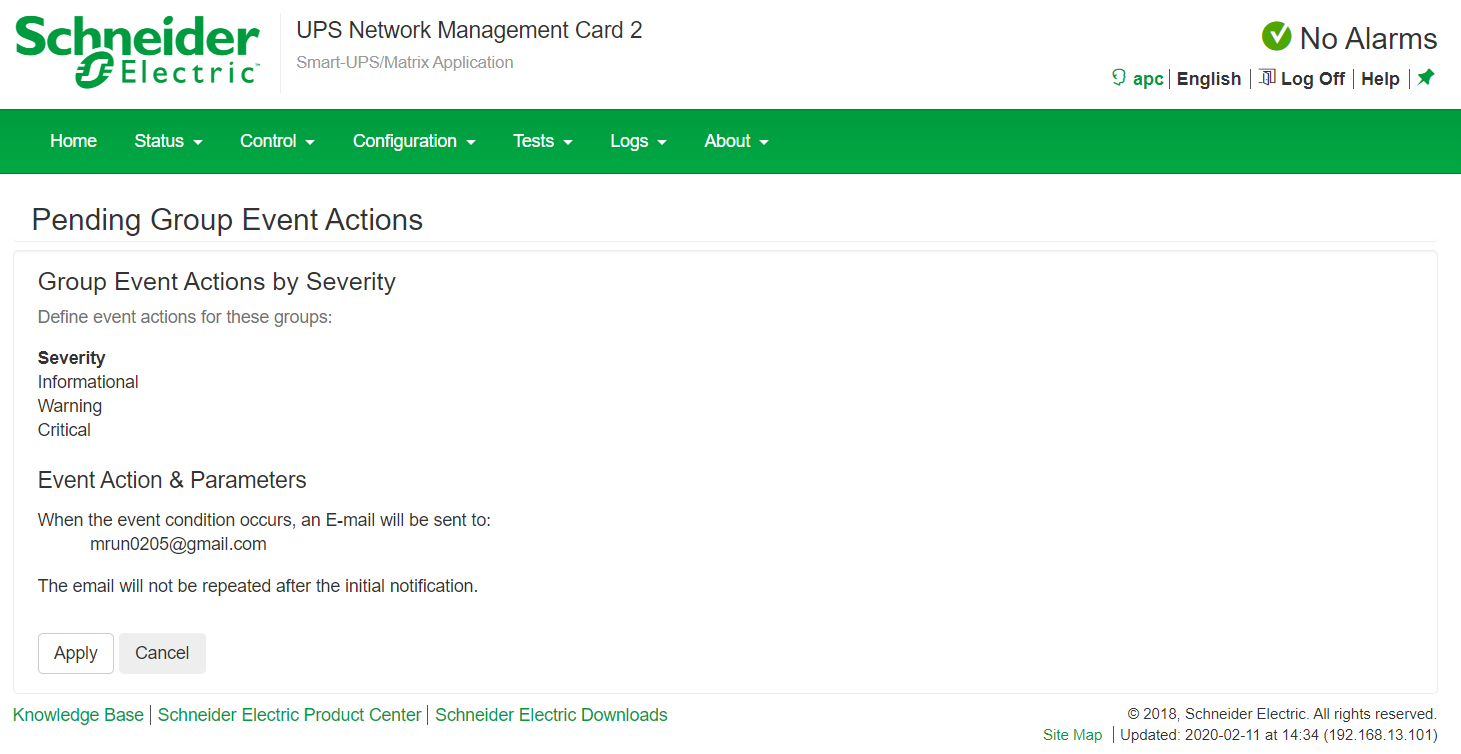 Schneider
Electric™
UPS Network Management Card 2
Smart-UPS/Matrix Application
No Alarms
apc | English | Log Off | Help |
Home Status Control Configuration Tests Logs About
Pending Group Event Actions
Group Event Actions by Severity
Define event actions for these groups:
Severity
Informational
Warning
Critical
Event Action & Parameters
When the event condition occurs, an E-mail will be sent to:
mrun0205@gmail.com
The email will not be repeated after the initial notification.
Apply Cancel
Knowledge Base | Schneider Electric Product Center | Schneider Electric Downloads
© 2018, Schneider Electric. All rights reserved.
Site Map | Updated: 2020-02-11 at 14:34 (192.168.13.101)